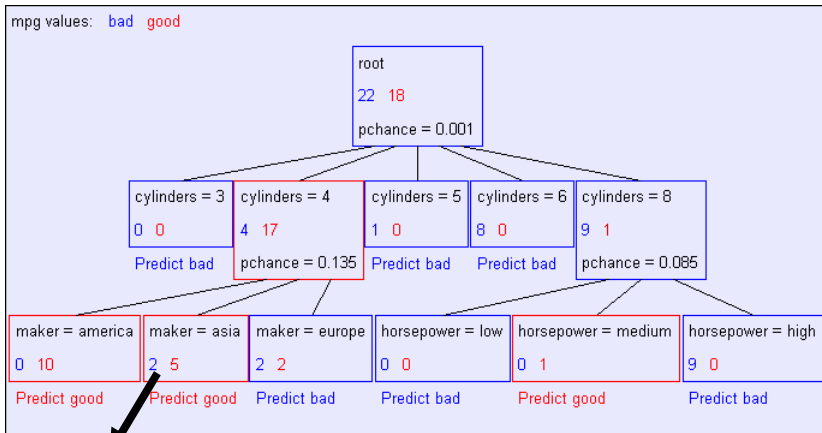 mpg values: bad good
root
22 18
pchance = 0.001
cylinders = 3 cylinders = 4 cylinders = 5 cylinders = 6 cylinders = 8
0 0 4 17 1 0 8 0 9 1
Predict bad pchance = 0.135 Predict bad Predict bad pchance = 0.085
maker = america maker = asia maker = europe horsepower = low horsepower = medium horsepower = high
0 10 2 5 2 2 0 0 0 1 9 0
Predict good Predict good Predict bad Predict bad Predict good Predict bad